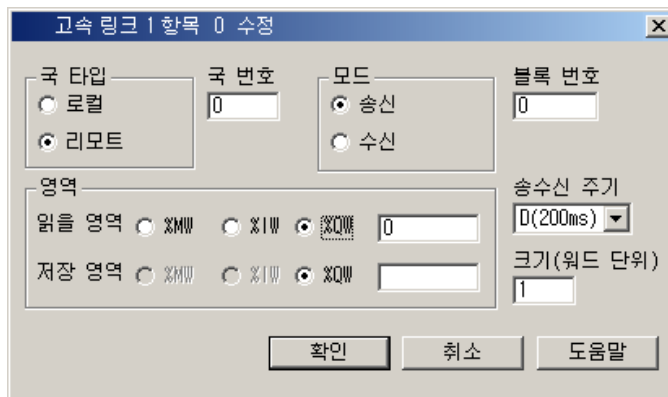 고속 링크 1 항목 0 수정
국 타입
로컬
리모트
국 번호
0
모드
송신
수신
블록 번호
0
영역
읽을 영역 %MW %IW %QW 0
저장 영역 %MW %IW %QW
송수신 주기
D(200ms)
크기(워드 단위)
1
확인 취소 도움말